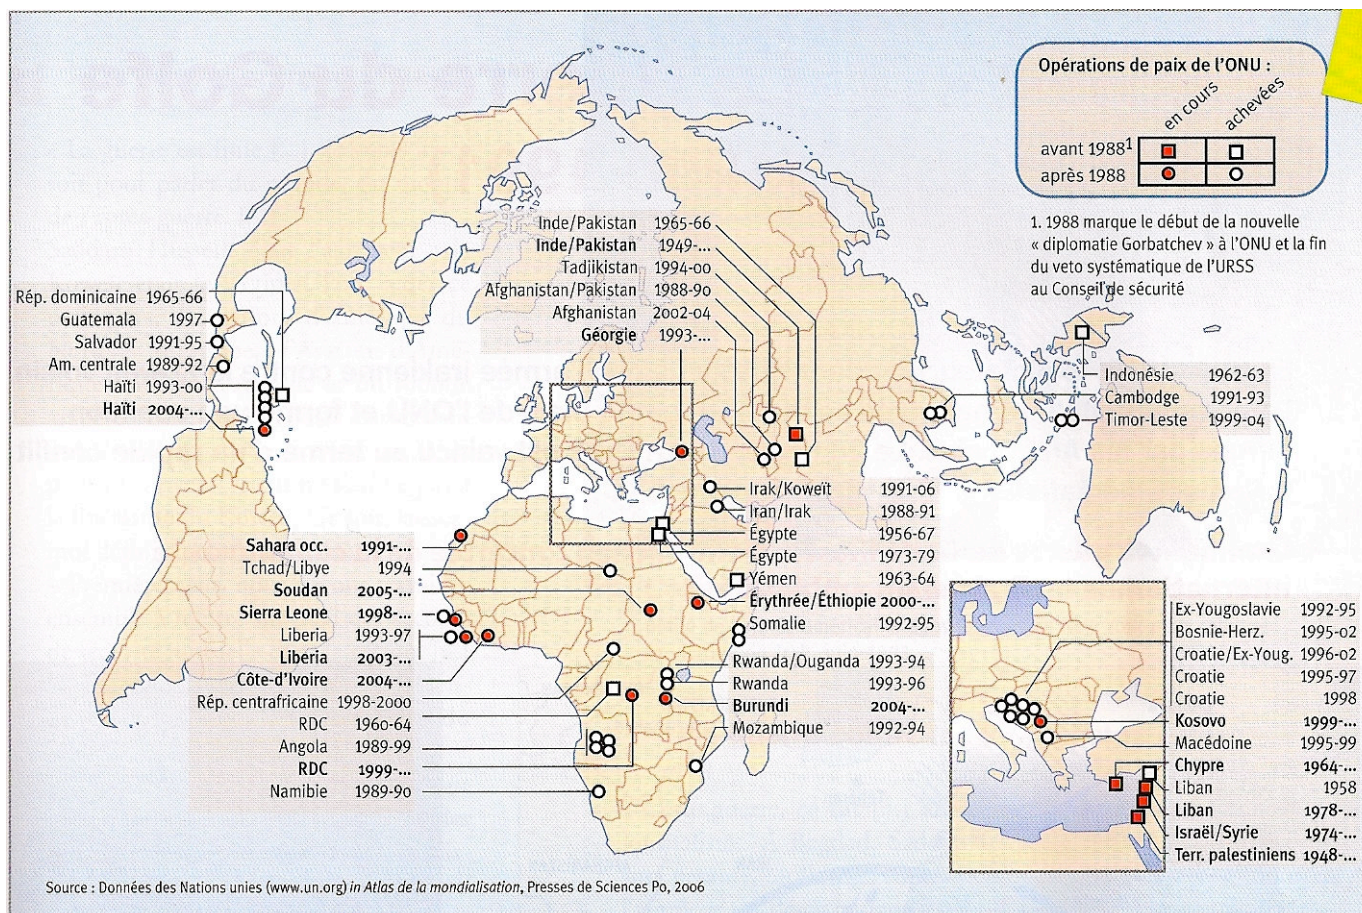 Opérations de paix de l'ONU :
en cours
achevées
avant 1988¹
après 1988
1. 1988 marque le début de la nouvelle
« diplomatie Gorbatchev » à l'ONU et la fin
du veto systématique de l'URSS
au Conseil de sécurité
Inde/Pakistan 1965-66
Inde/Pakistan 1949-...
Tadjikistan 1994-00
Afghanistan/Pakistan 1988-90
Afghanistan 2002-04
Géorgie 1993-...
Rép. dominicaine 1965-66
Guatemala 1997
Salvador 1991-95
Am. centrale 1989-92
Haïti 1993-00
Haïti 2004-...
Indonésie 1962-63
Cambodge 1991-93
Timor-Leste 1999-04
Irak/Koweït 1991-06
Iran/Irak 1988-91
Égypte 1956-67
Égypte 1973-79
Yémen 1963-64
Érythrée/Éthiopie 2000-...
Somalie 1992-95
Rwanda/Ouganda 1993-94
Rwanda 1993-96
Burundi 2004-...
Mozambique 1992-94
Sahara occ. 1991-...
Tchad/Libye 1994
Soudan 2005-...
Sierra Leone 1998-...
Liberia 1993-97
Liberia 2003-...
Côte-d'Ivoire 2004-...
Rép. centrafricaine 1998-2000
RDC 1960-64
Angola 1989-99
RDC 1999-...
Namibie 1989-90
Ex-Yougoslavie 1992-95
Bosnie-Herz. 1995-02
Croatie/Ex-Youg. 1996-02
Croatie 1995-97
Croatie 1998
Kosovo 1999-...
Macédoine 1995-99
Chypre 1964-...
Liban 1958
Liban 1978-...
Israël/Syrie 1974-...
Terr. palestiniens 1948-...
Source : Données des Nations unies (www.un.org) in Atlas de la mondialisation, Presses de Sciences Po, 2006